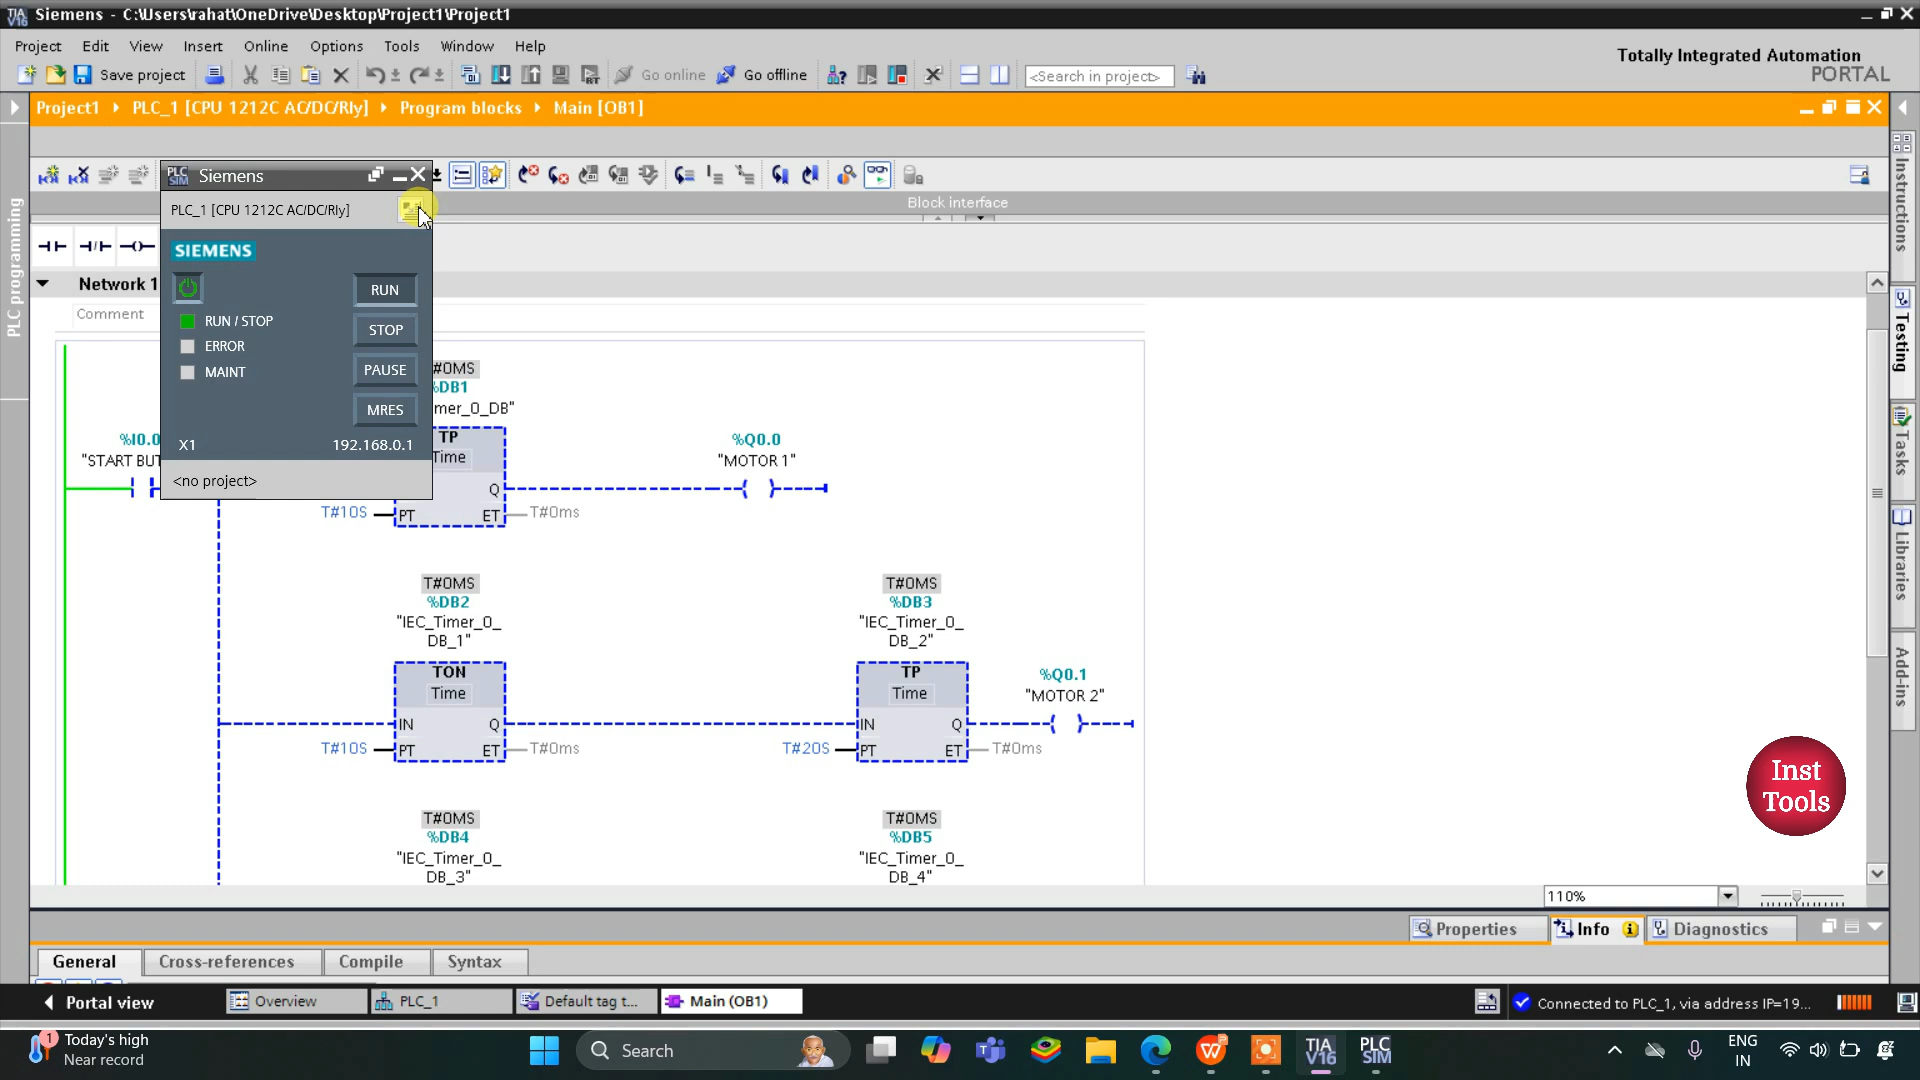 Siemens - C:\Users\rahat\OneDrive\Desktop\Project1\Project1
Project Edit View Insert Online Options Tools Window Help
Totally Integrated Automation
PORTAL
Save project Go online Go offline <Search in project>
Project1 PLC_1 [CPU 1212C AC/DC/Rly] Program blocks Main [OB1]
Block interface
PLC SIM Siemens
PLC_1 [CPU 1212C AC/DC/Rly]
SIEMENS
RUN
RUN / STOP
STOP
ERROR
MAINT
PAUSE
MRES
X1 192.168.0.1
<no project>
PLC programming
Network 1
Comment
T#0MS
%DB1
mer_0_DB"
TP
Time
Q
T#10S PT ET T#0ms
%I0.0
"START BUT
%Q0.0
"MOTOR 1"
T#0MS
%DB2
"IEC_Timer_0_
DB_1"
TON
Time
IN Q
T#10S PT ET T#0ms
T#0MS
%DB3
"IEC_Timer_0_
DB_2"
TP
Time
IN Q
T#20S PT ET T#0ms
%Q0.1
"MOTOR 2"
T#0MS
%DB4
"IEC_Timer_0_
DB_3"
T#0MS
%DB5
"IEC_Timer_0_
DB_4"
Instructions
Testing
Tasks
Libraries
Add-ins
Inst
Tools
110%
Properties Info Diagnostics
General Cross-references Compile Syntax
Portal view Overview PLC_1 Default tag t... Main (OB1) Connected to PLC_1, via address IP=19...
1
Today's high
Near record
Search
TIA V16
PLC SIM
ENG
IN